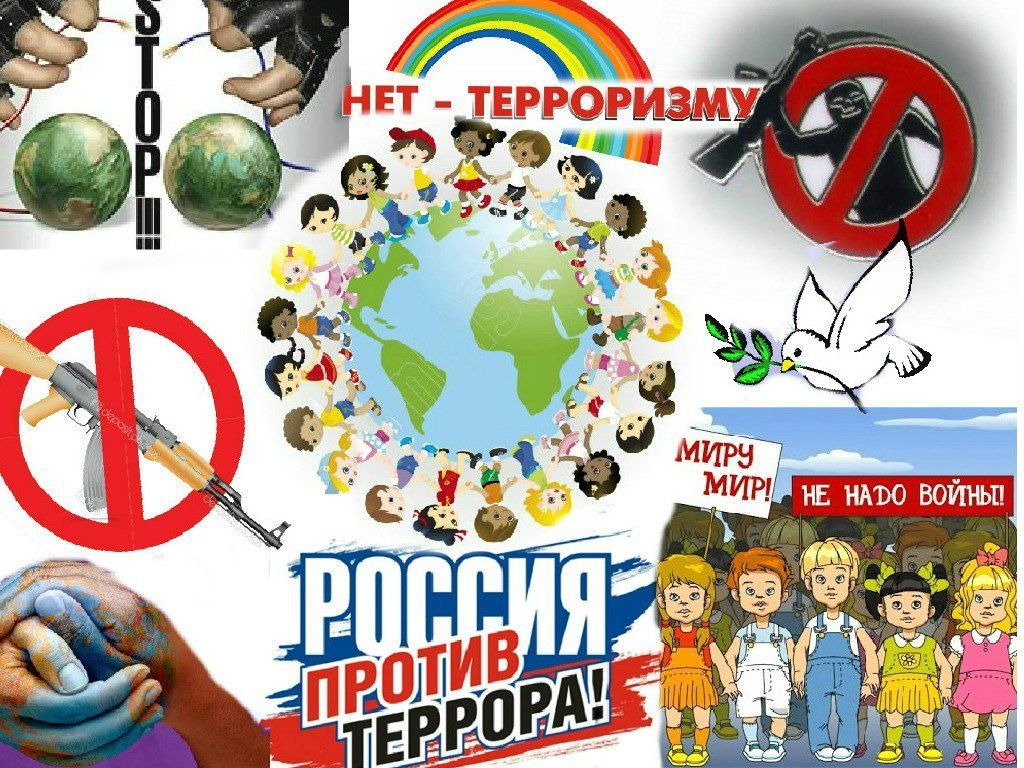 STOP!!!
НЕТ - ТЕРРОРИЗМУ
МИРУ
МИР!
НЕ НАДО ВОЙНЫ!
РОССИЯ
ПРОТИВ
ТЕРРОРА!